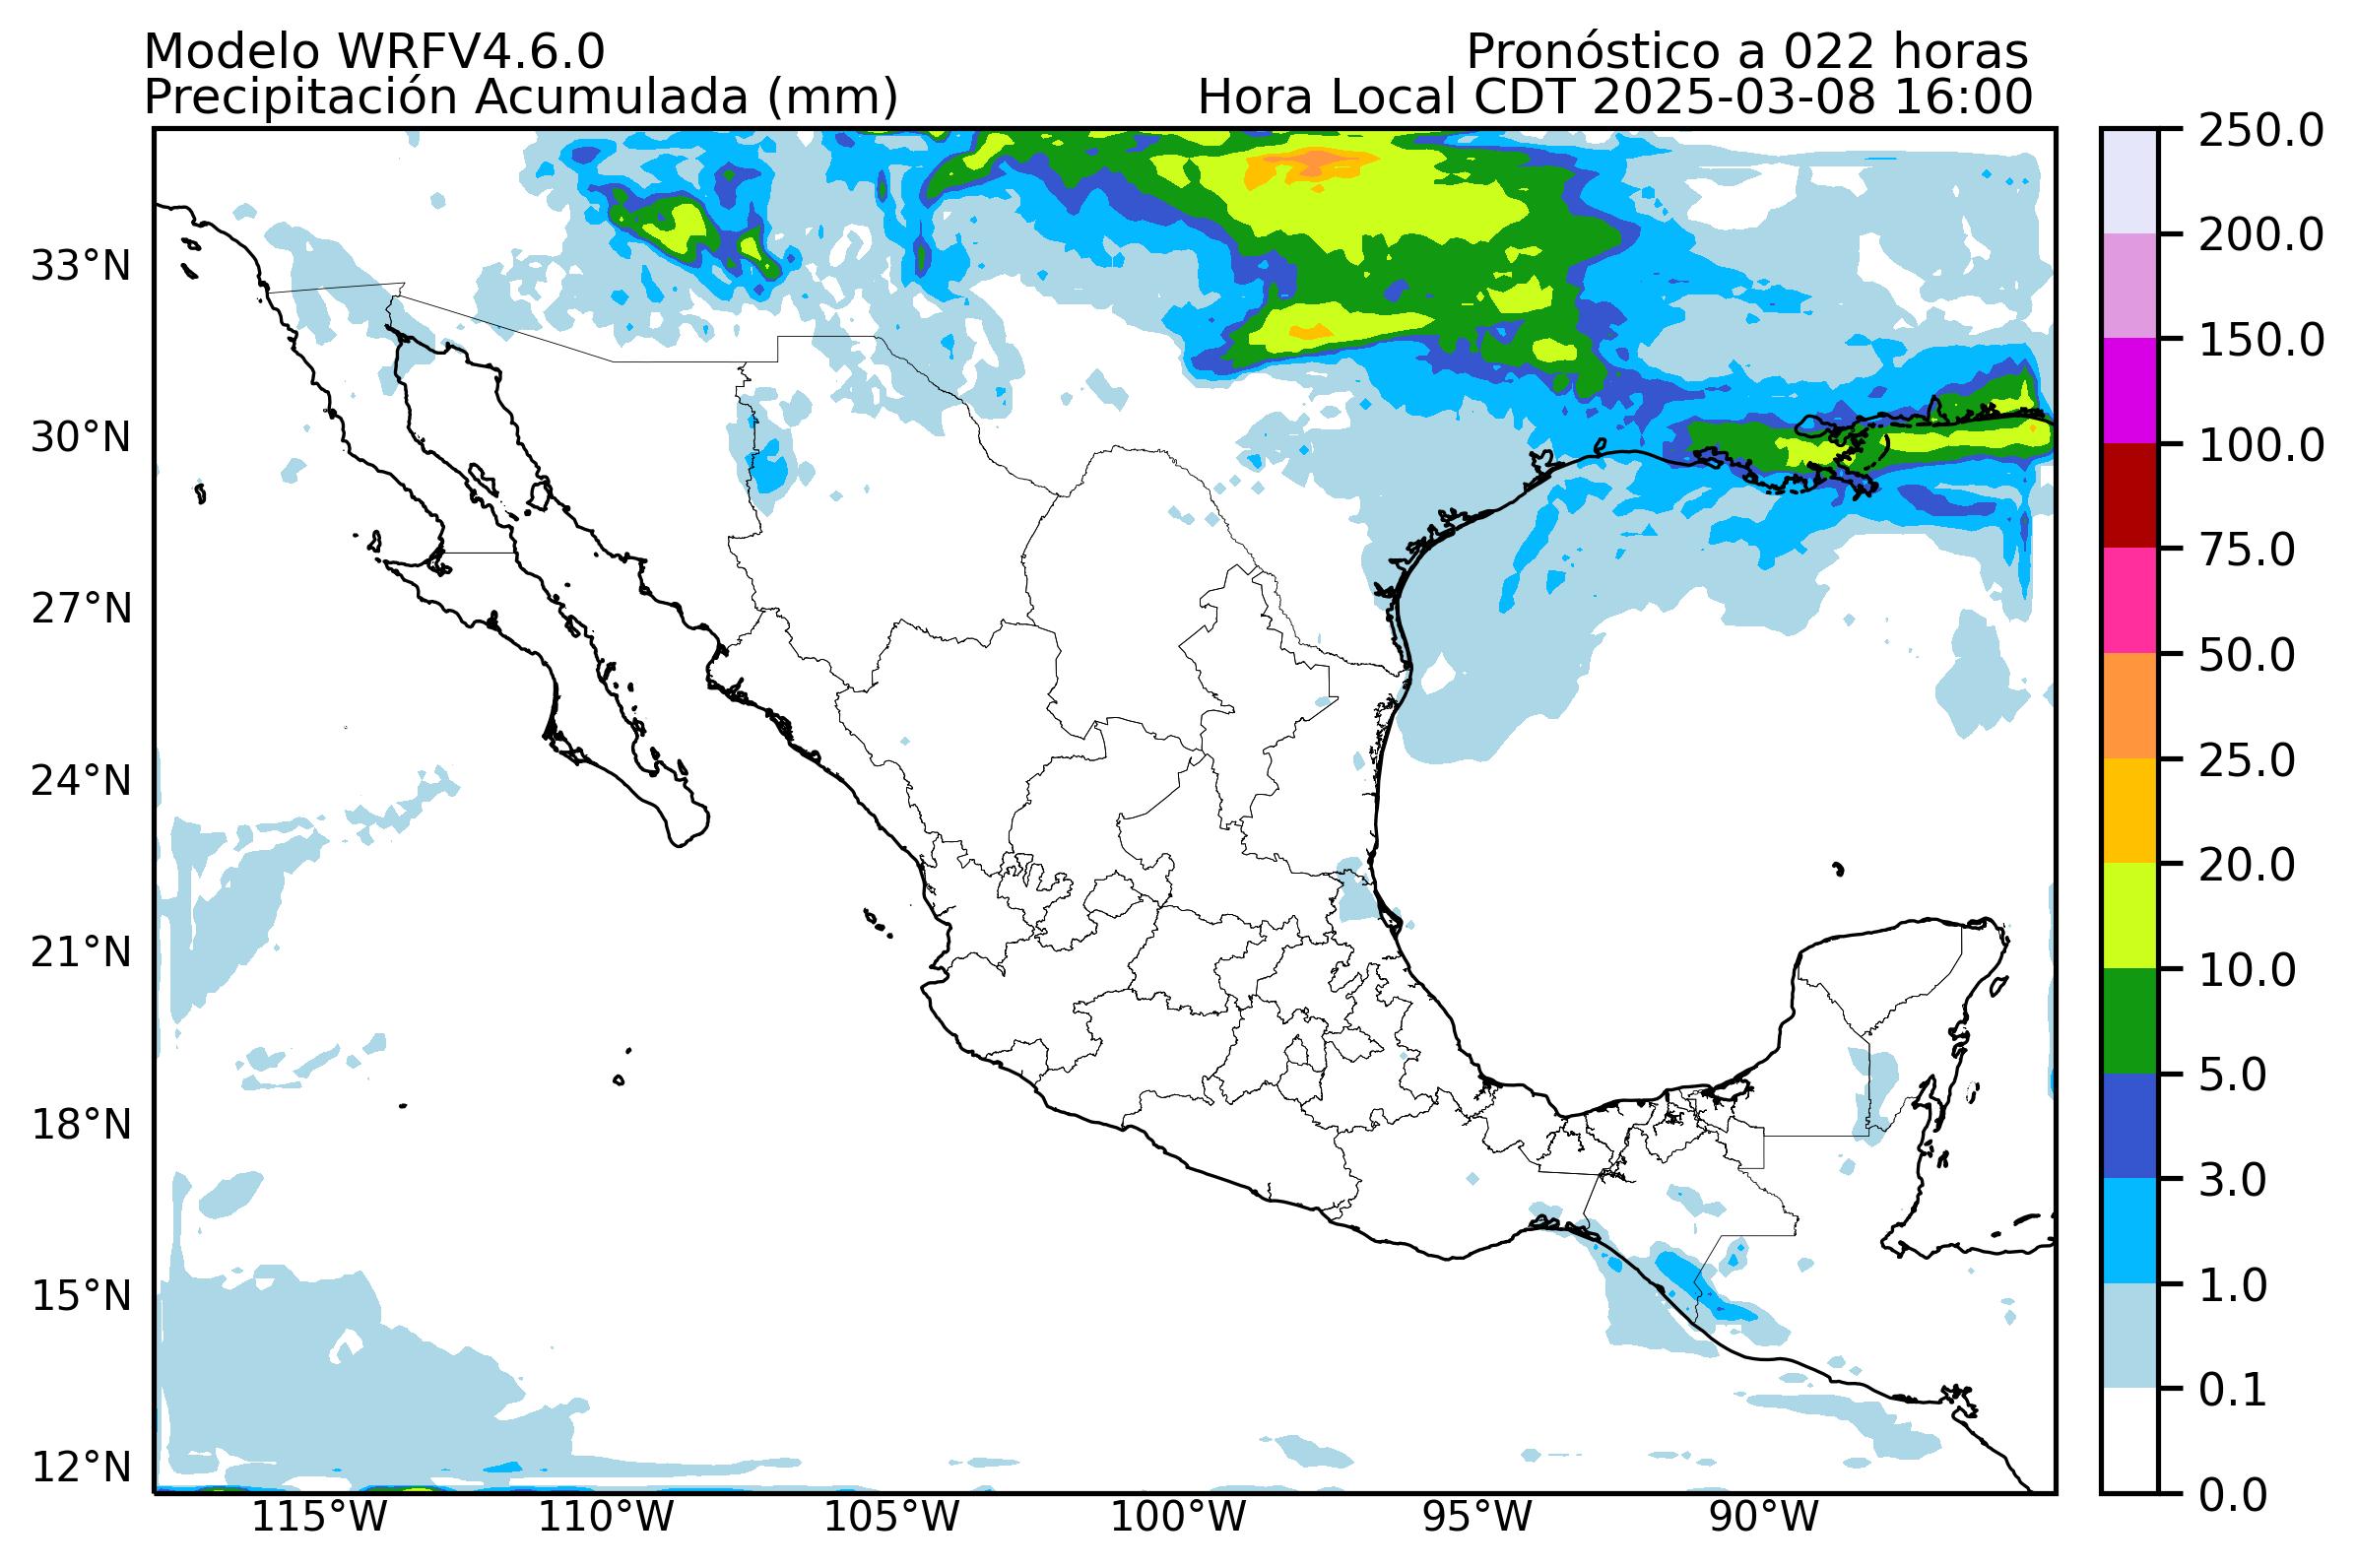 Modelo WRFV4.6.0
Pronóstico a 022 horas
Precipitación Acumulada (mm)
Hora Local CDT 2025-03-08 16:00
33°N
30°N
27°N
24°N
21°N
18°N
15°N
12°N
115°W
110°W
105°W
100°W
95°W
90°W
250.0
200.0
150.0
100.0
75.0
50.0
25.0
20.0
10.0
5.0
3.0
1.0
0.1
0.0